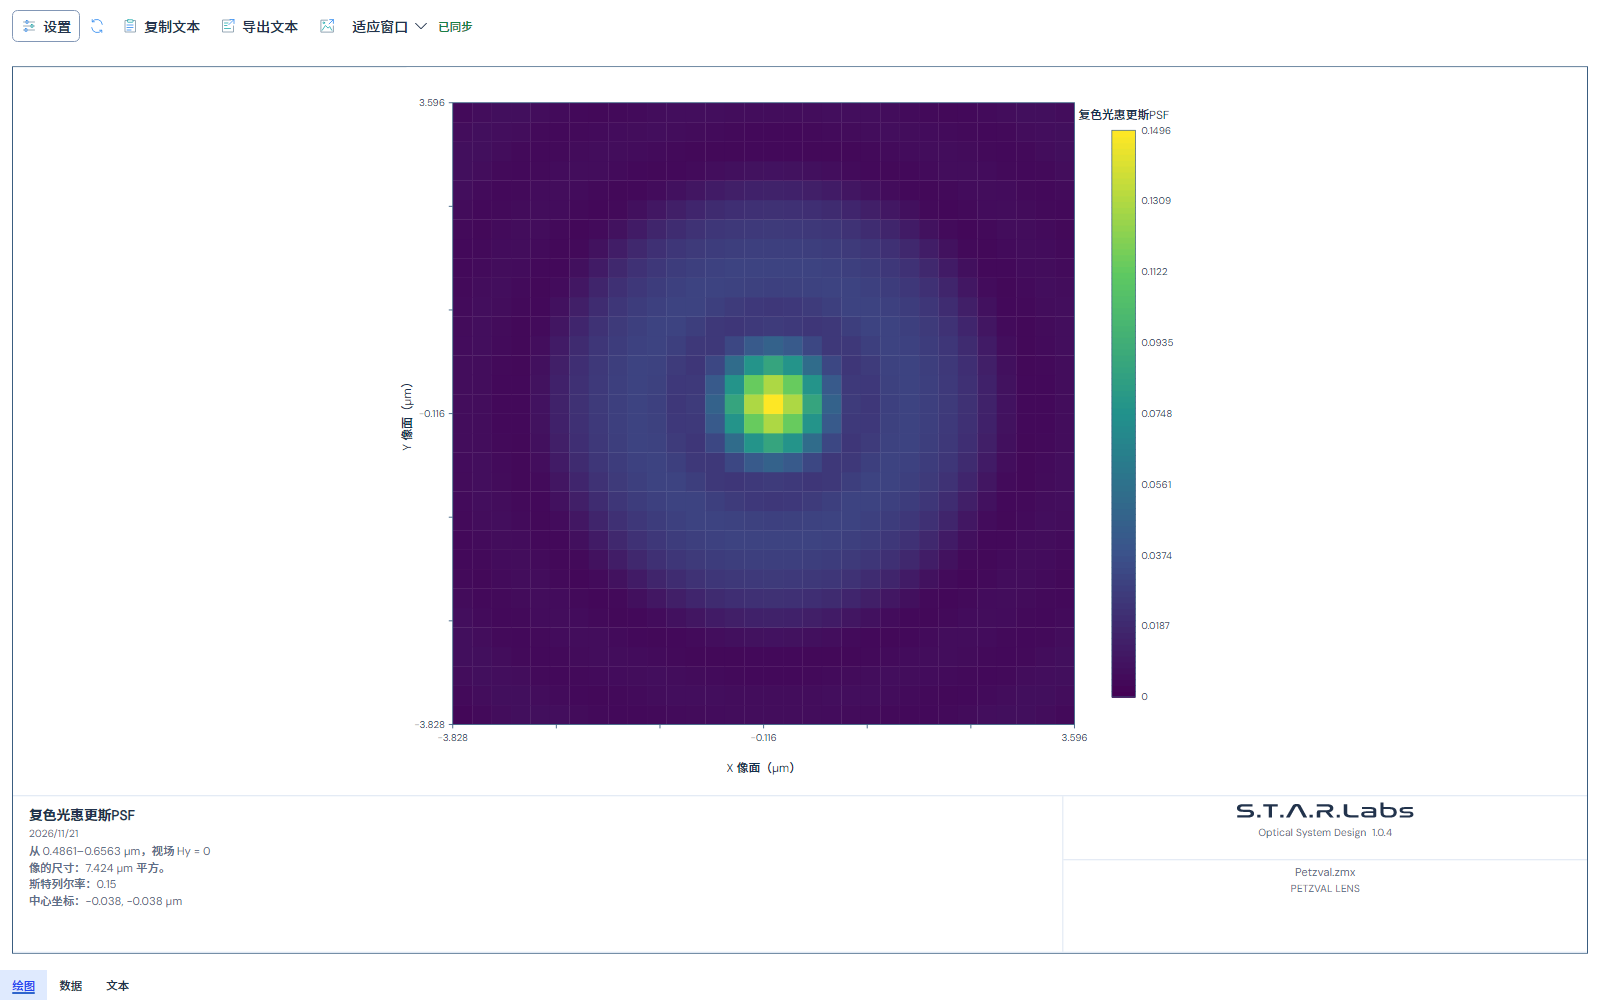 设置 复制文本 导出文本 适应窗口 已同步
复色光惠更斯PSF
3.596
0.1496
0.1309
0.1122
0.0935
Y 像面（µm）
−0.116
0.0748
0.0561
0.0374
0.0187
0
−3.828
−3.828 −0.116 3.596
X 像面（µm）
复色光惠更斯PSF
2026/11/21
从 0.4861–0.6563 µm，视场 Hy = 0
像的尺寸：7.424 µm 平方。
斯特列尔率：0.15
中心坐标：−0.038, −0.038 µm
S.T.A.R.Labs
Optical System Design 1.0.4
Petzval.zmx
PETZVAL LENS
绘图 数据 文本